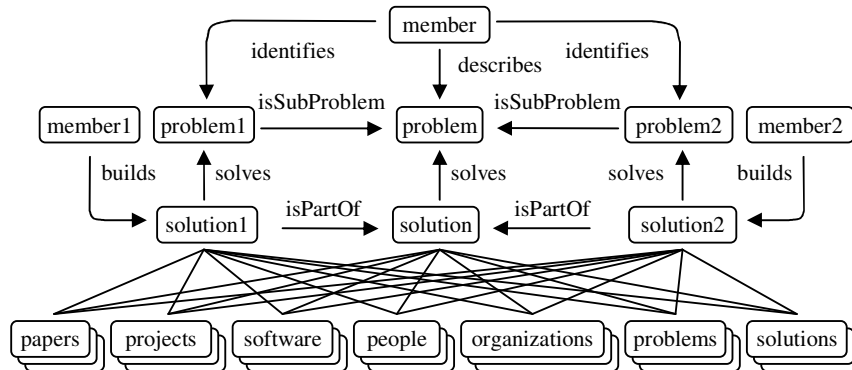 member
identifies
identifies
describes
isSubProblem
isSubProblem
member1
problem1
problem
problem2
member2
builds
solves
solves
solves
builds
isPartOf
isPartOf
solution1
solution
solution2
papers
projects
software
people
organizations
problems
solutions